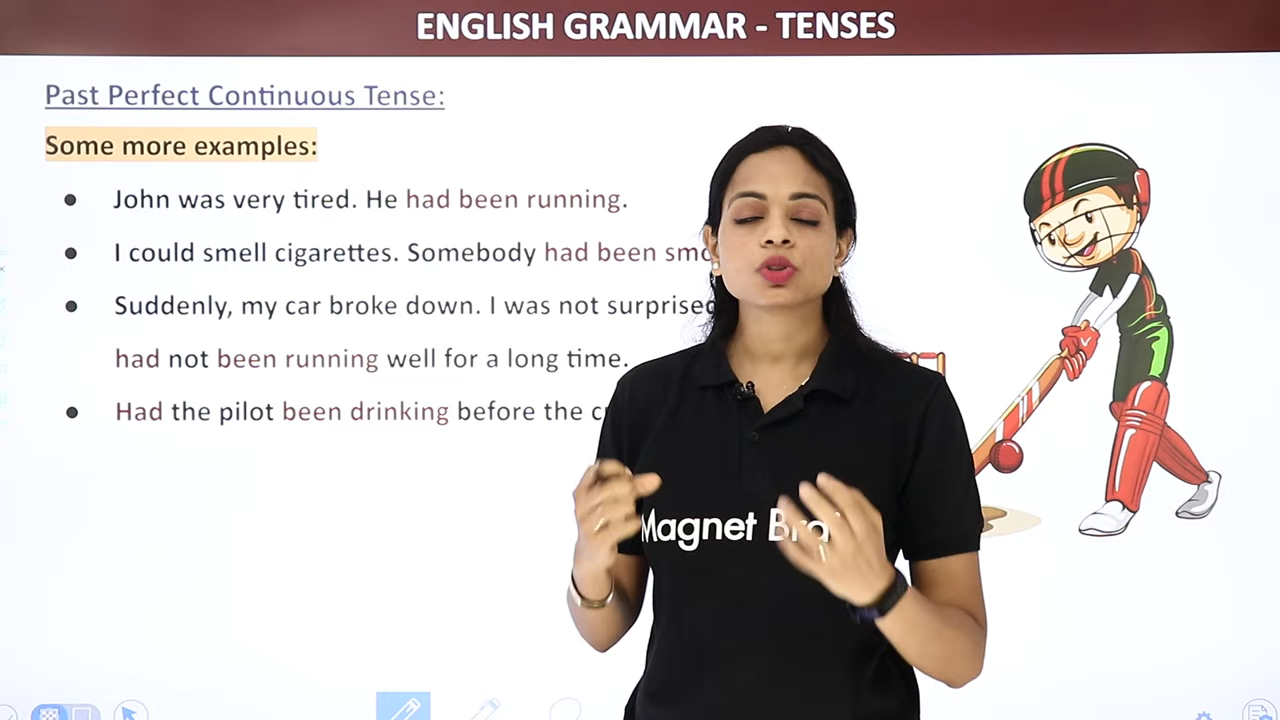 ENGLISH GRAMMAR - TENSES
Past Perfect Continuous Tense:
Some more examples:
● John was very tired. He had been running.
● I could smell cigarettes. Somebody had been
● Suddenly, my car broke down. I was not surprised
had not been running well for a long time.
● Had the pilot been drinking before the
Magnet